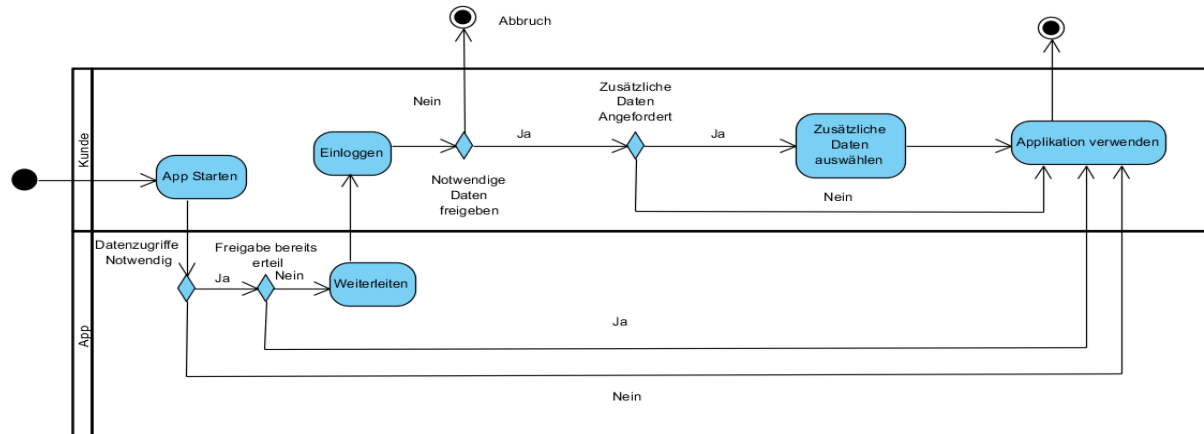 Abbruch
Kunde
Nein
Zusätzliche
Daten
Angefordert
Einloggen
Ja
Ja
Zusätzliche
Daten
auswählen
Applikation verwenden
App Starten
Notwendige
Daten
freigeben
Nein
App
Datenzugriffe
Notwendig
Freigabe bereits
erteil
Ja
Nein
Weiterleiten
Ja
Nein